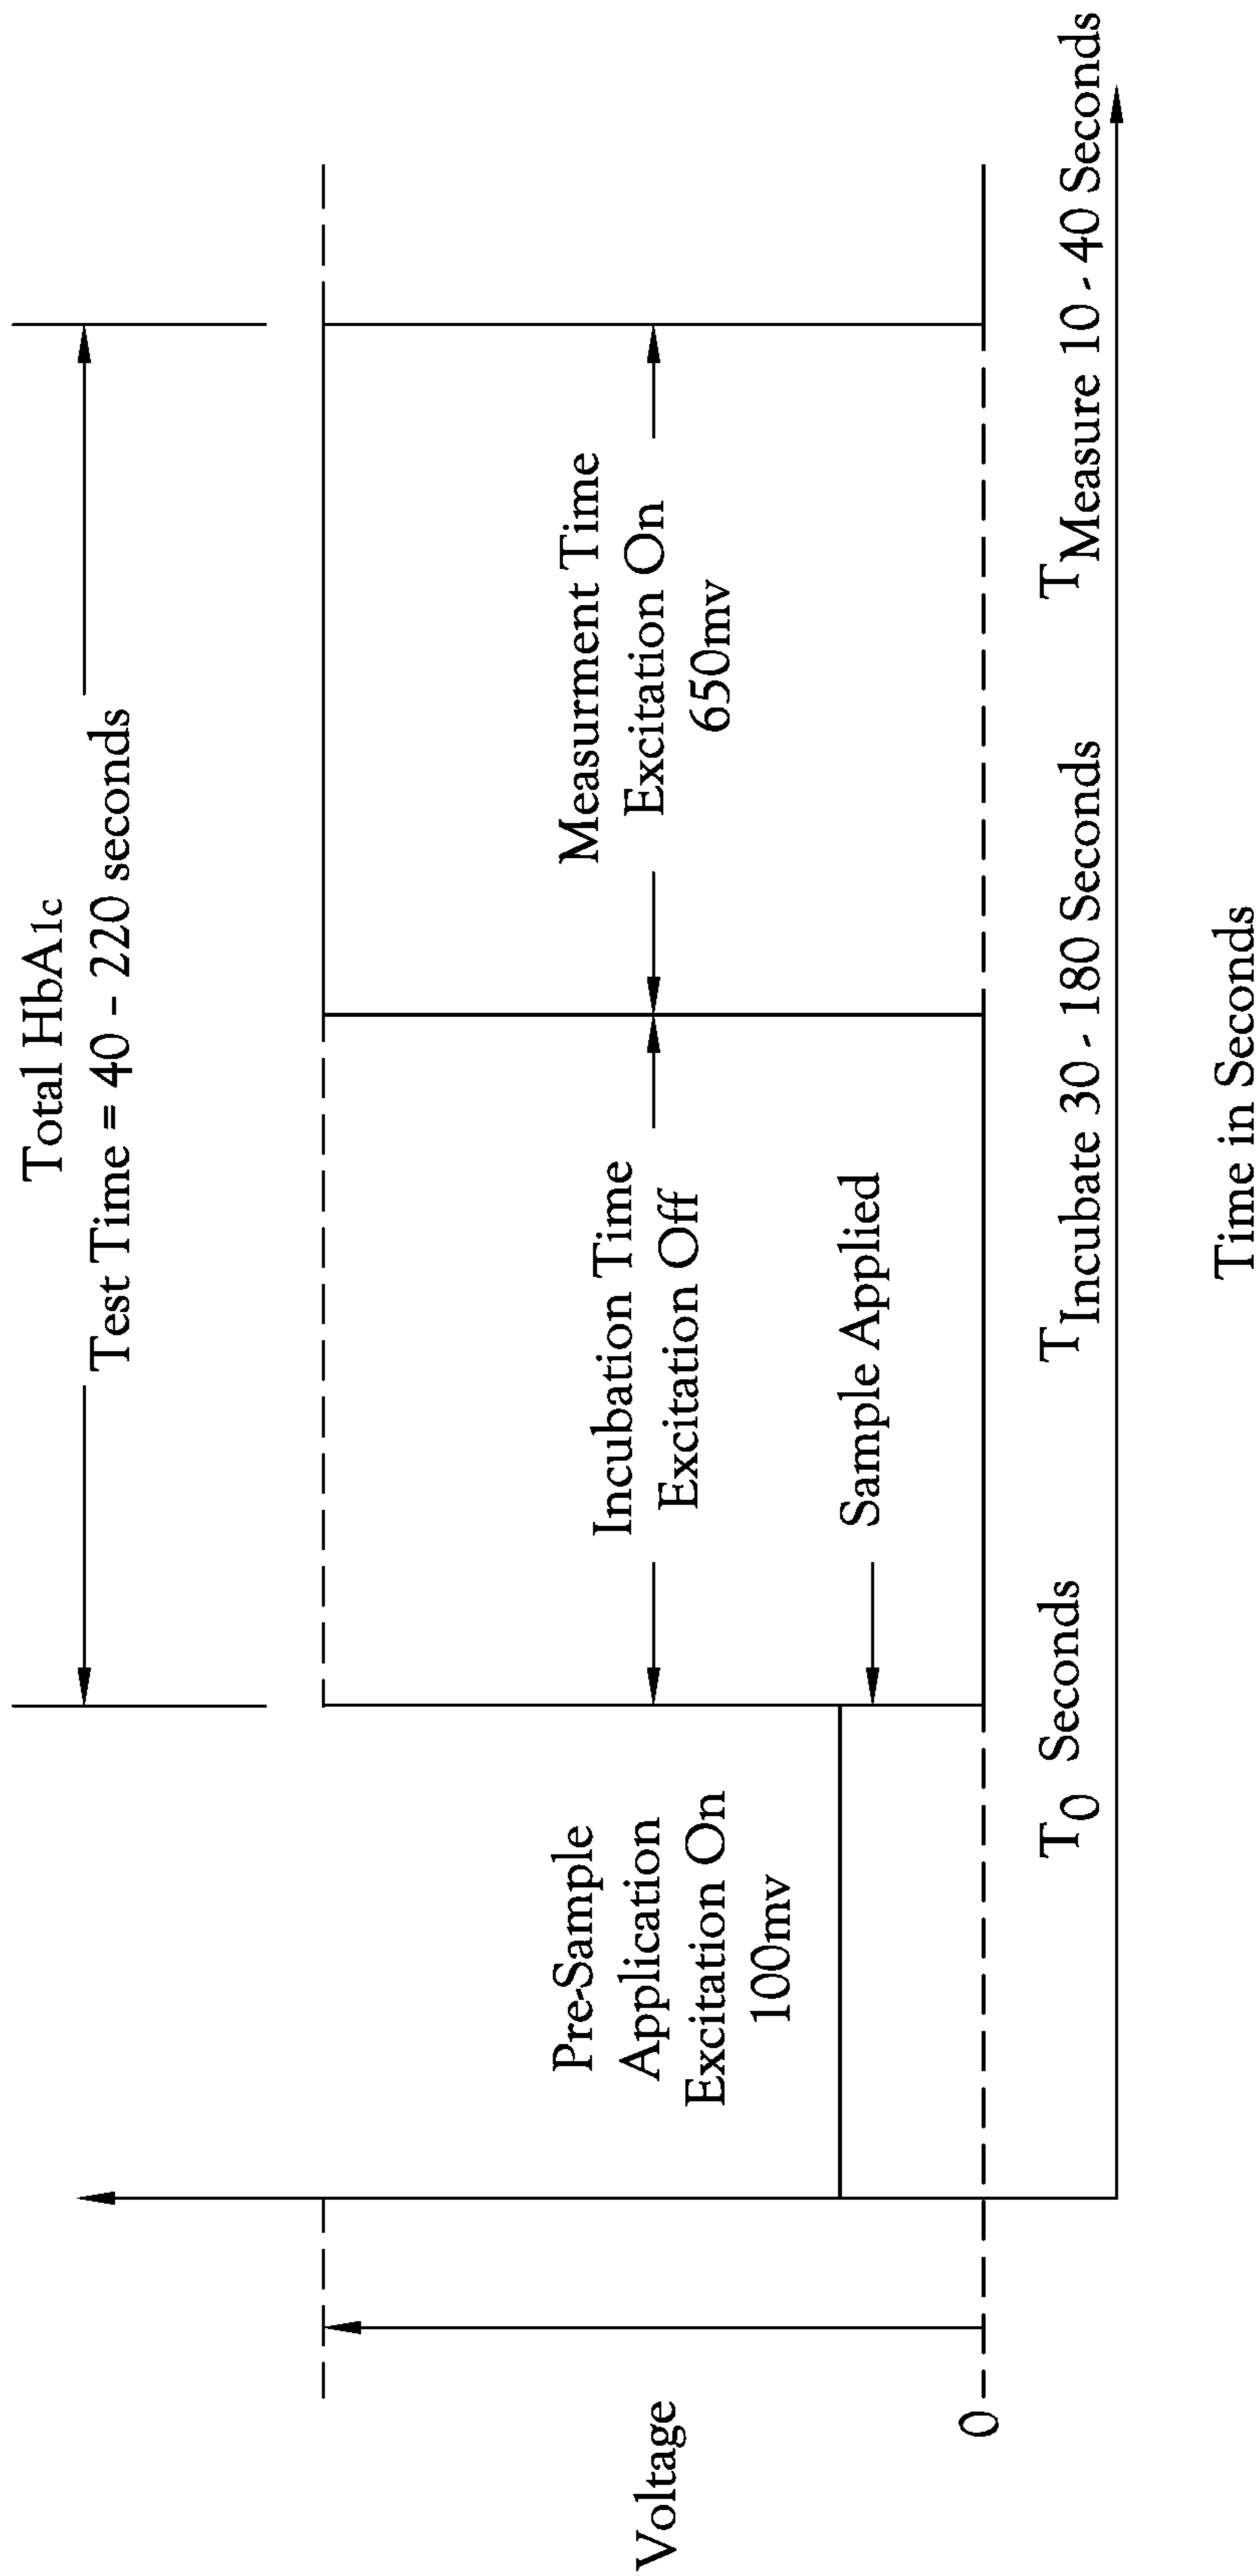 Total HbA1c
Test Time = 40 - 220 seconds
Pre-Sample
Application
Excitation On
100mv
Incubation Time
Excitation Off
Sample Applied
Measurment Time
Excitation On
650mv
Voltage
0
T0 Seconds
TIncubate 30 - 180 Seconds
TMeasure 10 - 40 Seconds
Time in Seconds